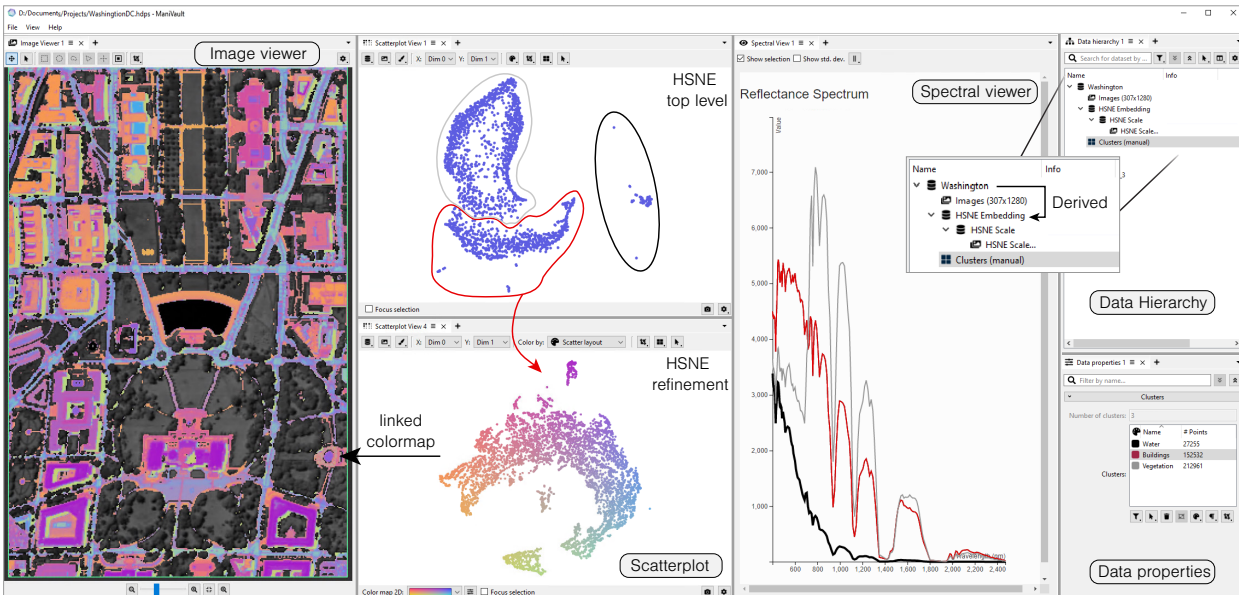 D:/Documents/Projects/WashingtionDC.hdps - ManiVault
File View Help
Image Viewer 1
Image viewer
Scatterplot View 1
X: Dim 0 Y: Dim 1
HSNE
top level
Focus selection
Scatterplot View 4
X: Dim 0 Y: Dim 1 Color by: Scatter layout
HSNE
refinement
linked
colormap
Scatterplot
Color map 2D: Focus selection
Spectral View 1
Show selection Show std. dev.
Reflectance Spectrum
Spectral viewer
Value
7,000
6,000
5,000
4,000
3,000
2,000
1,000
Wavelength (nm)
600 800 1,000 1,200 1,400 1,600 1,800 2,000 2,200 2,400
Data hierarchy 1
Search for dataset by ...
Name Info
Washington
Images (307x1280)
HSNE Embedding
HSNE Scale
HSNE Scale...
Clusters (manual)
_3
Name Info
Washington
Images (307x1280)
Derived
HSNE Embedding
HSNE Scale
HSNE Scale...
Clusters (manual)
Data Hierarchy
Data properties 1
Filter by name...
Clusters
Number of clusters: 3
Name # Points
Water 27255
Buildings 152532
Vegetation 212961
Clusters:
Data properties